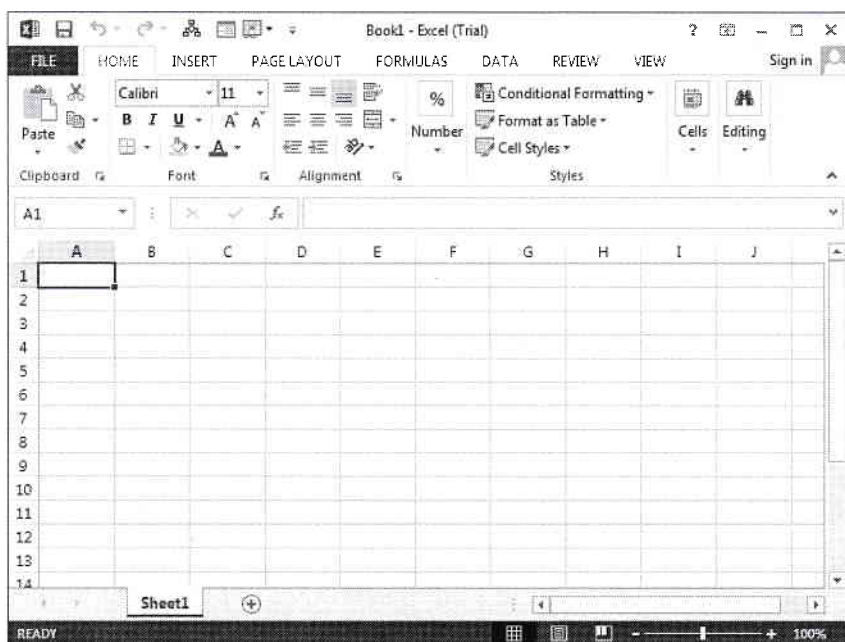 Book1 - Excel (Trial) ?
FILE HOME INSERT PAGE LAYOUT FORMULAS DATA REVIEW VIEW Sign in
Calibri 11
Paste
B I U A A
A
% Number
Conditional Formatting
Format as Table
Cell Styles
Cells
Editing
Clipboard Font Alignment Styles
A1 fx
A B C D E F G H I J
1
2
3
4
5
6
7
8
9
10
11
12
13
14
Sheet1
READY 100%